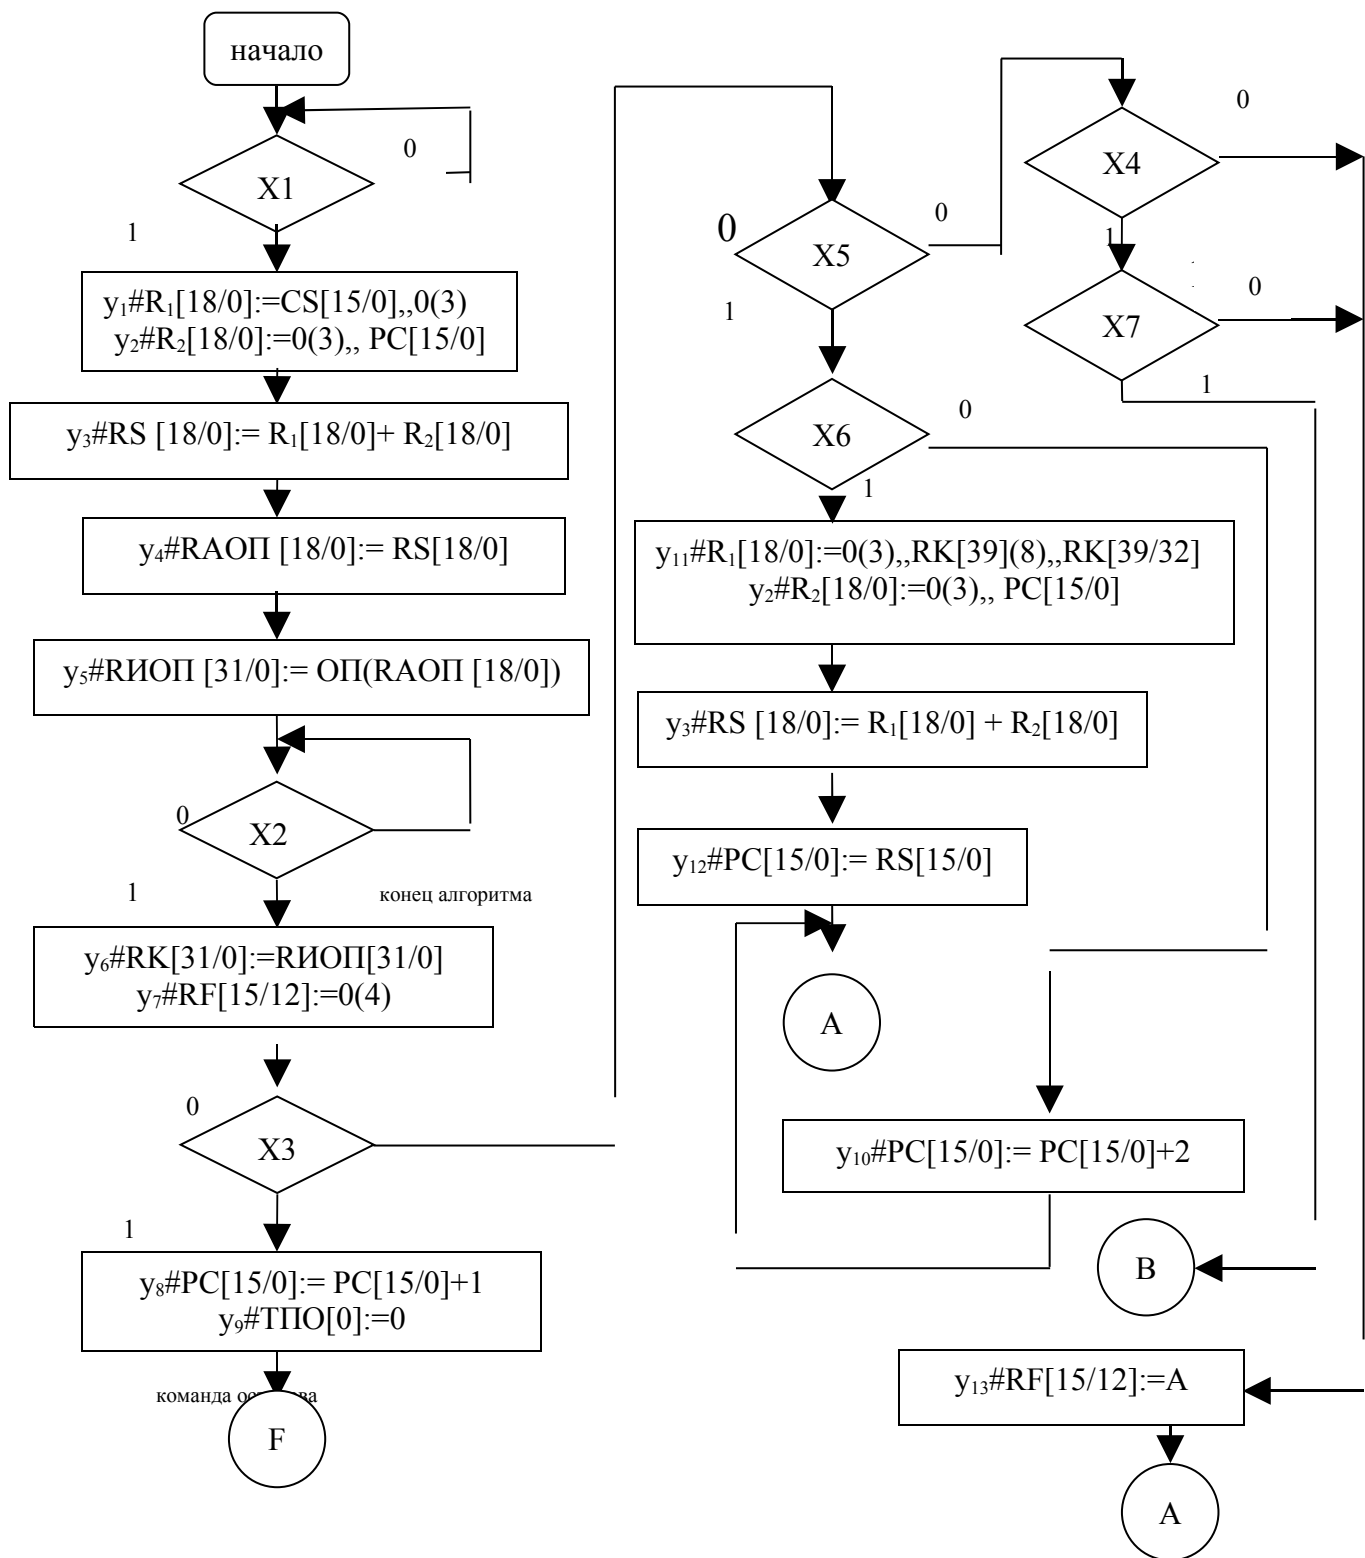 начало
0
X1
1
y₁#R₁[18/0]:=CS[15/0],,0(3)
y₂#R₂[18/0]:=0(3),, PC[15/0]
y₃#RS [18/0]:= R₁[18/0]+ R₂[18/0]
y₄#RAОП [18/0]:= RS[18/0]
y₅#RИОП [31/0]:= ОП(RAОП [18/0])
0
X2
1
конец алгоритма
y₆#RK[31/0]:=RИОП[31/0]
y₇#RF[15/12]:=0(4)
0
X3
1
y₈#PC[15/0]:= PC[15/0]+1
y₉#ТПО[0]:=0
команда
F
0
0
X5
1
0
X6
1
y₁₁#R₁[18/0]:=0(3),,RK[39](8),,RK[39/32]
y₂#R₂[18/0]:=0(3),, PC[15/0]
y₃#RS [18/0]:= R₁[18/0] + R₂[18/0]
y₁₂#PC[15/0]:= RS[15/0]
A
y₁₀#PC[15/0]:= PC[15/0]+2
0
X4
1
0
X7
1
B
y₁₃#RF[15/12]:=A
A